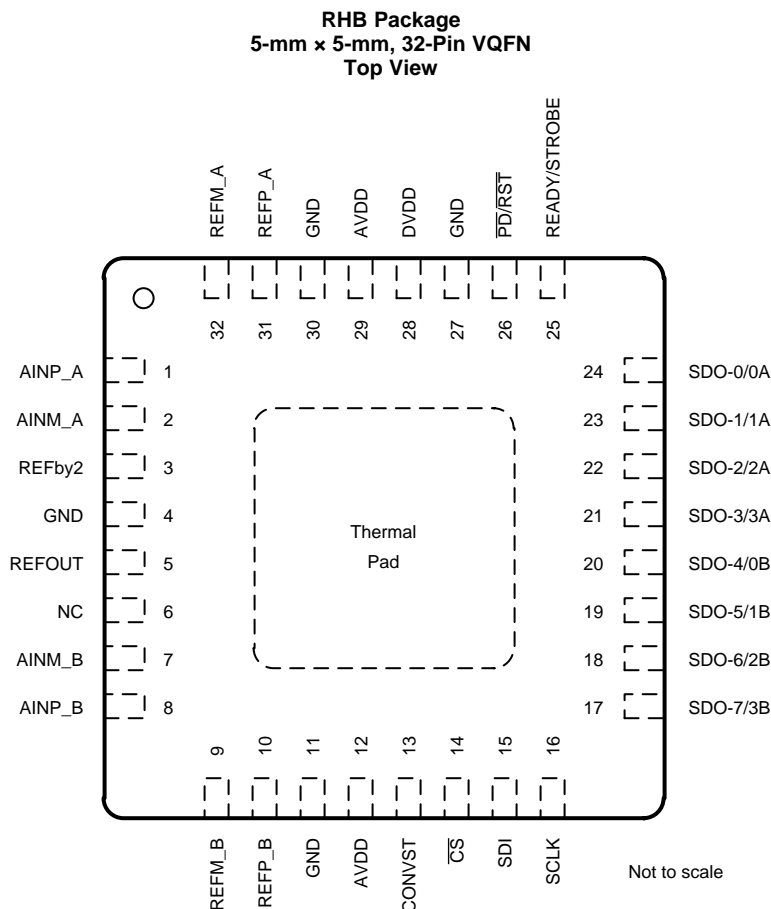 RHB Package
5-mm × 5-mm, 32-Pin VQFN
Top View
REFM_A
REFP_A
GND
AVDD
DVDD
GND
PD/RST
READY/STROBE
32
31
30
29
28
27
26
25
AINP_A 1
AINM_A 2
REFby2 3
GND 4
REFOUT 5
NC 6
AINM_B 7
AINP_B 8
Thermal
Pad
24 SDO-0/0A
23 SDO-1/1A
22 SDO-2/2A
21 SDO-3/3A
20 SDO-4/0B
19 SDO-5/1B
18 SDO-6/2B
17 SDO-7/3B
9
10
11
12
13
14
15
16
REFM_B
REFP_B
GND
AVDD
CONVST
CS
SDI
SCLK
Not to scale